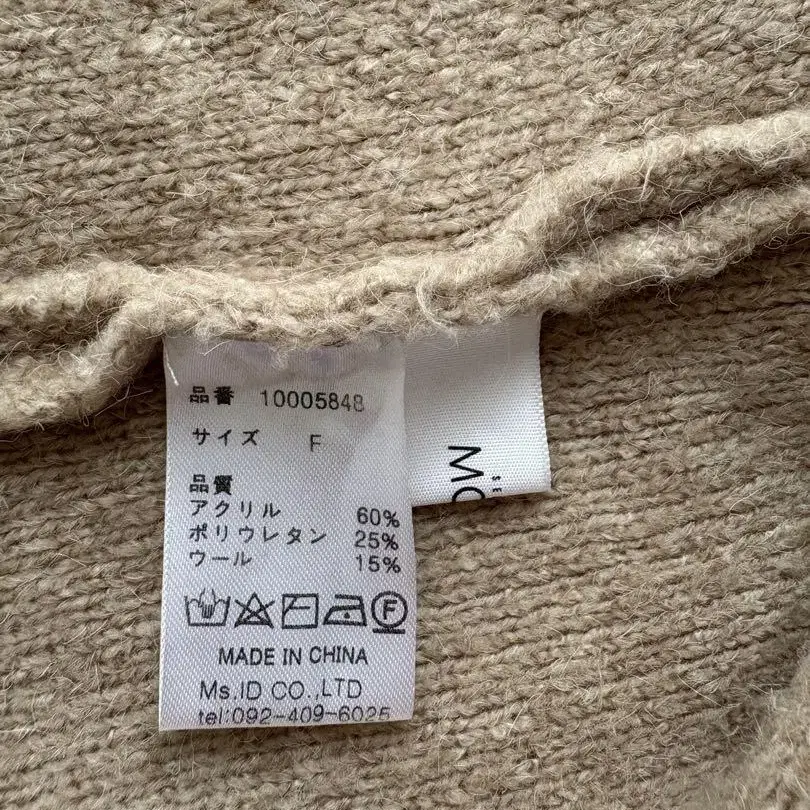 品番 10005848
サイズ F
品質
アクリル 60%
ポリウレタン 25%
ウール 15%
F
MADE IN CHINA
Ms.ID CO.,LTD
tel:092-409-6025